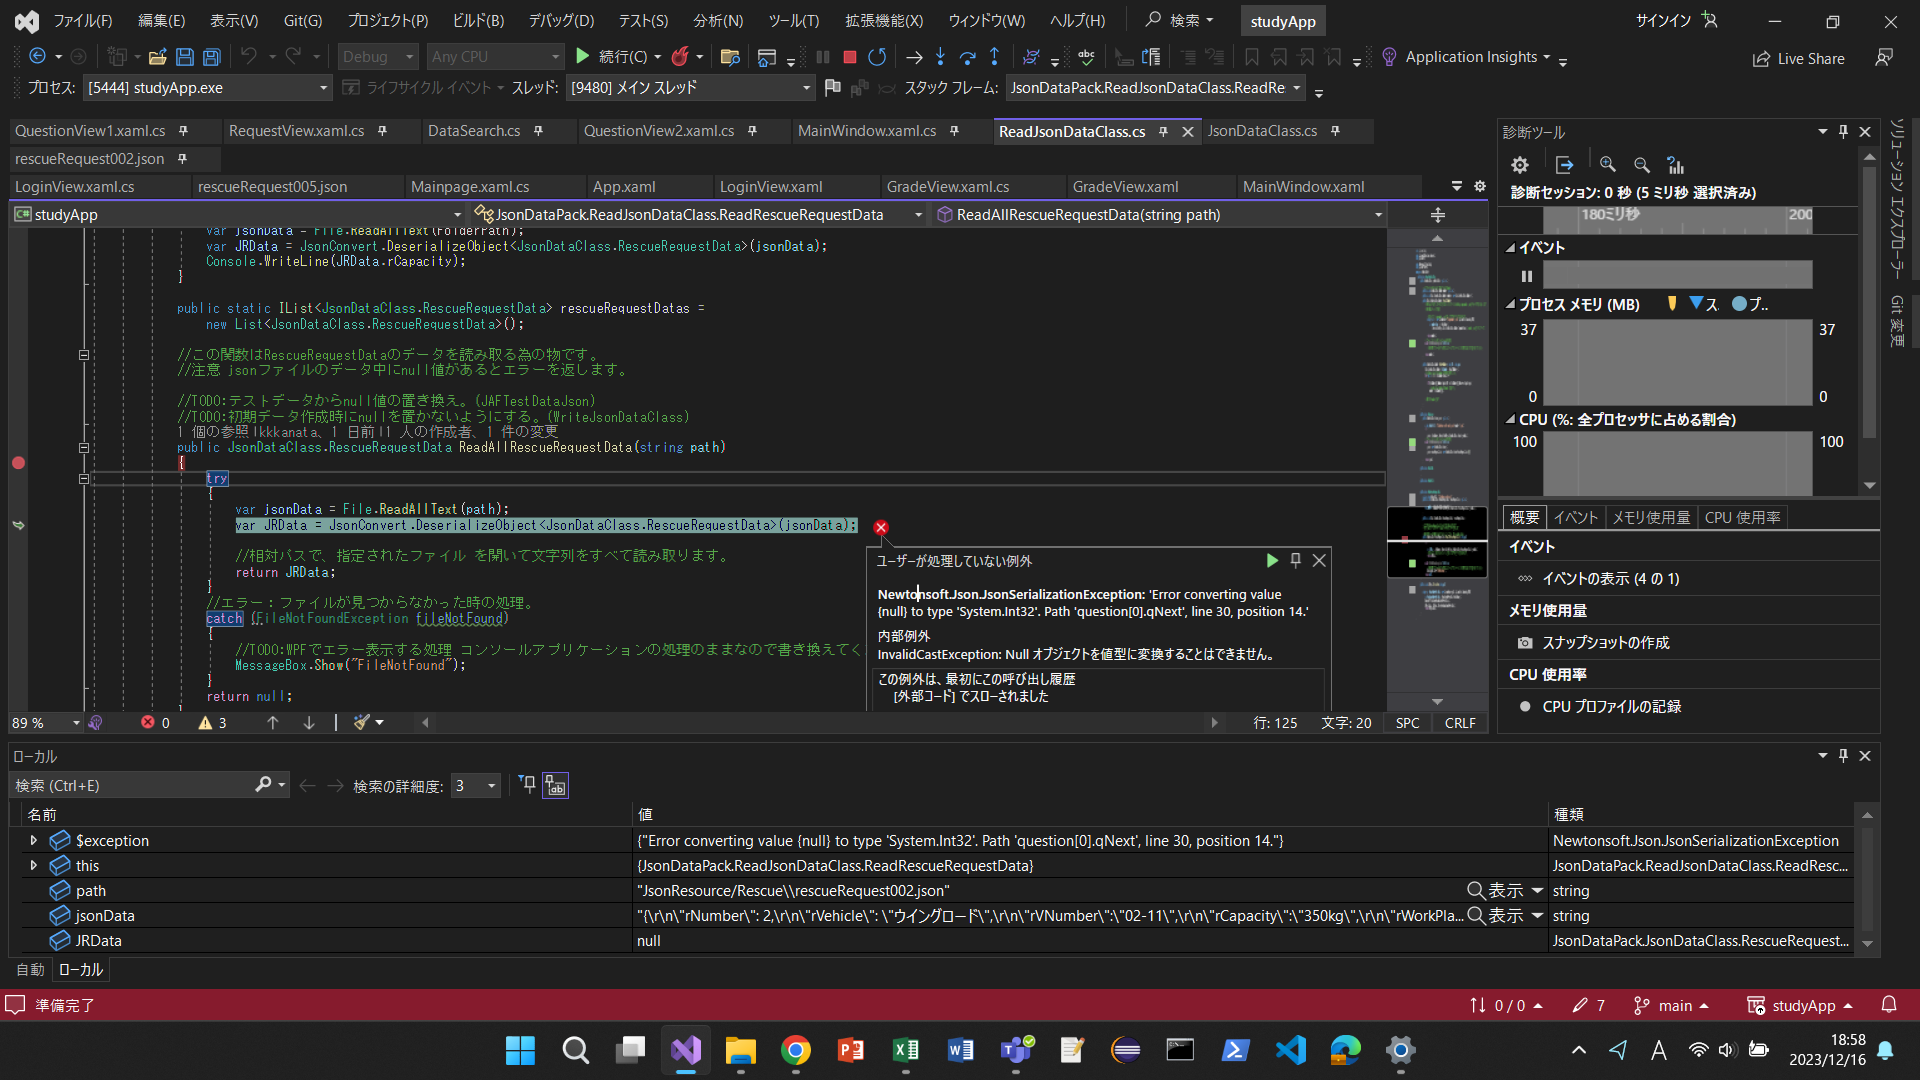 ファイル(F) 編集(E) 表示(V) Git(G) プロジェクト(P) ビルド(B) デバッグ(D) テスト(S) 分析(N) ツール(T) 拡張機能(X) ウィンドウ(W) ヘルプ(H) 検索 studyApp サインイン
Debug Any CPU 続行(C) Application Insights Live Share
プロセス: [5444] studyApp.exe ライフサイクル イベント スレッド: [9480] メイン スレッド スタック フレーム: JsonDataPack.ReadJsonDataClass.ReadRe
QuestionView1.xaml.cs RequestView.xaml.cs DataSearch.cs QuestionView2.xaml.cs MainWindow.xaml.cs ReadJsonDataClass.cs JsonDataClass.cs
rescueRequest002.json
LoginView.xaml.cs rescueRequest005.json Mainpage.xaml.cs App.xaml LoginView.xaml GradeView.xaml.cs GradeView.xaml MainWindow.xaml
studyApp JsonDataPack.ReadJsonDataClass.ReadRescueRequestData ReadAllRescueRequestData(string path)
var jsonData = File.ReadAllText(FolderPath);
var JRData = JsonConvert.DeserializeObject<JsonDataClass.RescueRequestData>(jsonData);
Console.WriteLine(JRData.rCapacity);
}
public static IList<JsonDataClass.RescueRequestData> rescueRequestDatas =
new List<JsonDataClass.RescueRequestData>();
//この関数はRescueRequestDataのデータを読み取る為の物です。
//注意 jsonファイルのデータ中にnull値があるとエラーを返します。
//TODO:テストデータからnull値の置き換え。(JAFTestDataJson)
//TODO:初期データ作成時にnullを置かないようにする。(WriteJsonDataClass)
1 個の参照|kkkanata、1 日前|1 人の作成者、1 件の変更
public JsonDataClass.RescueRequestData ReadAllRescueRequestData(string path)
{
try
{
var jsonData = File.ReadAllText(path);
var JRData = JsonConvert.DeserializeObject<JsonDataClass.RescueRequestData>(jsonData);
//相対パスで、指定されたファイル を開いて文字列をすべて読み取ります。
return JRData;
}
//エラー：ファイルが見つからなかった時の処理。
catch (FileNotFoundException fileNotFound)
{
//TODO:WPFでエラー表示する処理 コンソールアプリケーションの処理のままなので書き換えてく
MessageBox.Show("FileNotFound");
}
return null;
ユーザーが処理していない例外
Newtonsoft.Json.JsonSerializationException: 'Error converting value
{null} to type 'System.Int32'. Path 'question[0].qNext', line 30, position 14.'
内部例外
InvalidCastException: Null オブジェクトを値型に変換することはできません。
この例外は、最初にこの呼び出し履歴
[外部コード] でスローされました
89 % 0 3 行: 125 文字: 20 SPC CRLF
診断ツール
診断セッション: 0 秒 (5 ミリ秒 選択済み)
180ミリ秒 200
イベント
プロセス メモリ (MB) ス. プ..
37 37
0 0
CPU (%: 全プロセッサに占める割合)
100 100
概要 イベント メモリ使用量 CPU 使用率
イベント
イベントの表示 (4 の 1)
メモリ使用量
スナップショットの作成
CPU 使用率
CPU プロファイルの記録
ソリューション エクスプローラー
Git 変更
ローカル
検索 (Ctrl+E) 検索の詳細度: 3
名前 値 種類
$exception {"Error converting value {null} to type 'System.Int32'. Path 'question[0].qNext', line 30, position 14."} Newtonsoft.Json.JsonSerializationException
this {JsonDataPack.ReadJsonDataClass.ReadRescueRequestData} JsonDataPack.ReadJsonDataClass.ReadResc...
path "JsonResource/Rescue\\rescueRequest002.json" 表示 string
jsonData "{\r\n\"rNumber\": 2,\r\n\"rVehicle\": \"ウイングロード\",\r\n\"rVNumber\":\"02-11\",\r\n\"rCapacity\":\"350kg\",\r\n\"rWorkPla... 表示 string
JRData null JsonDataPack.JsonDataClass.RescueRequest...
自動 ローカル
準備完了 0 / 0 7 main studyApp
A 18:58
2023/12/16